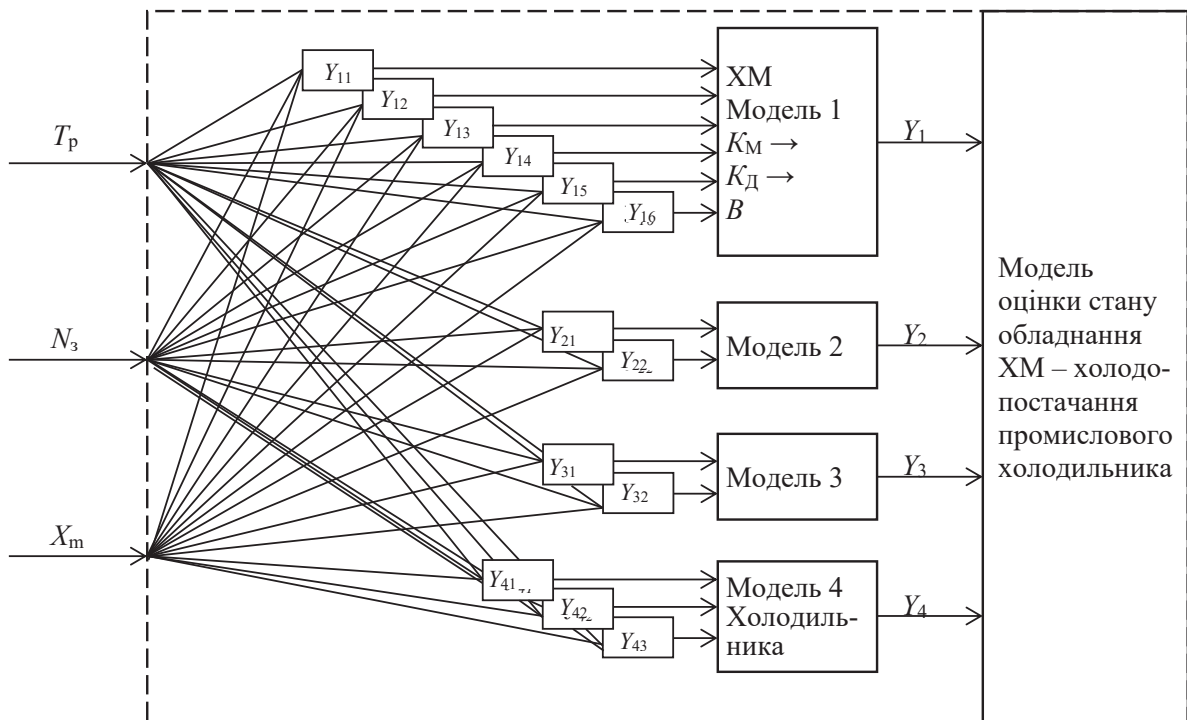 Y₁₁
Y₁₂
Y₁₃
Y₁₄
Y₁₅
Y₁₆
ХМ
Модель 1
Kм →
Kд →
В
Y₁
Tр
Nз
Xm
Y₂₁
Y₂₂
Модель 2
Y₂
Y₃₁
Y₃₂
Модель 3
Y₃
Y₄₁
Y₄₂
Y₄₃
Модель 4
Холодиль-
ника
Y₄
Модель
оцінки стану
обладнання
ХМ – холодо-
постачання
промислового
холодильника